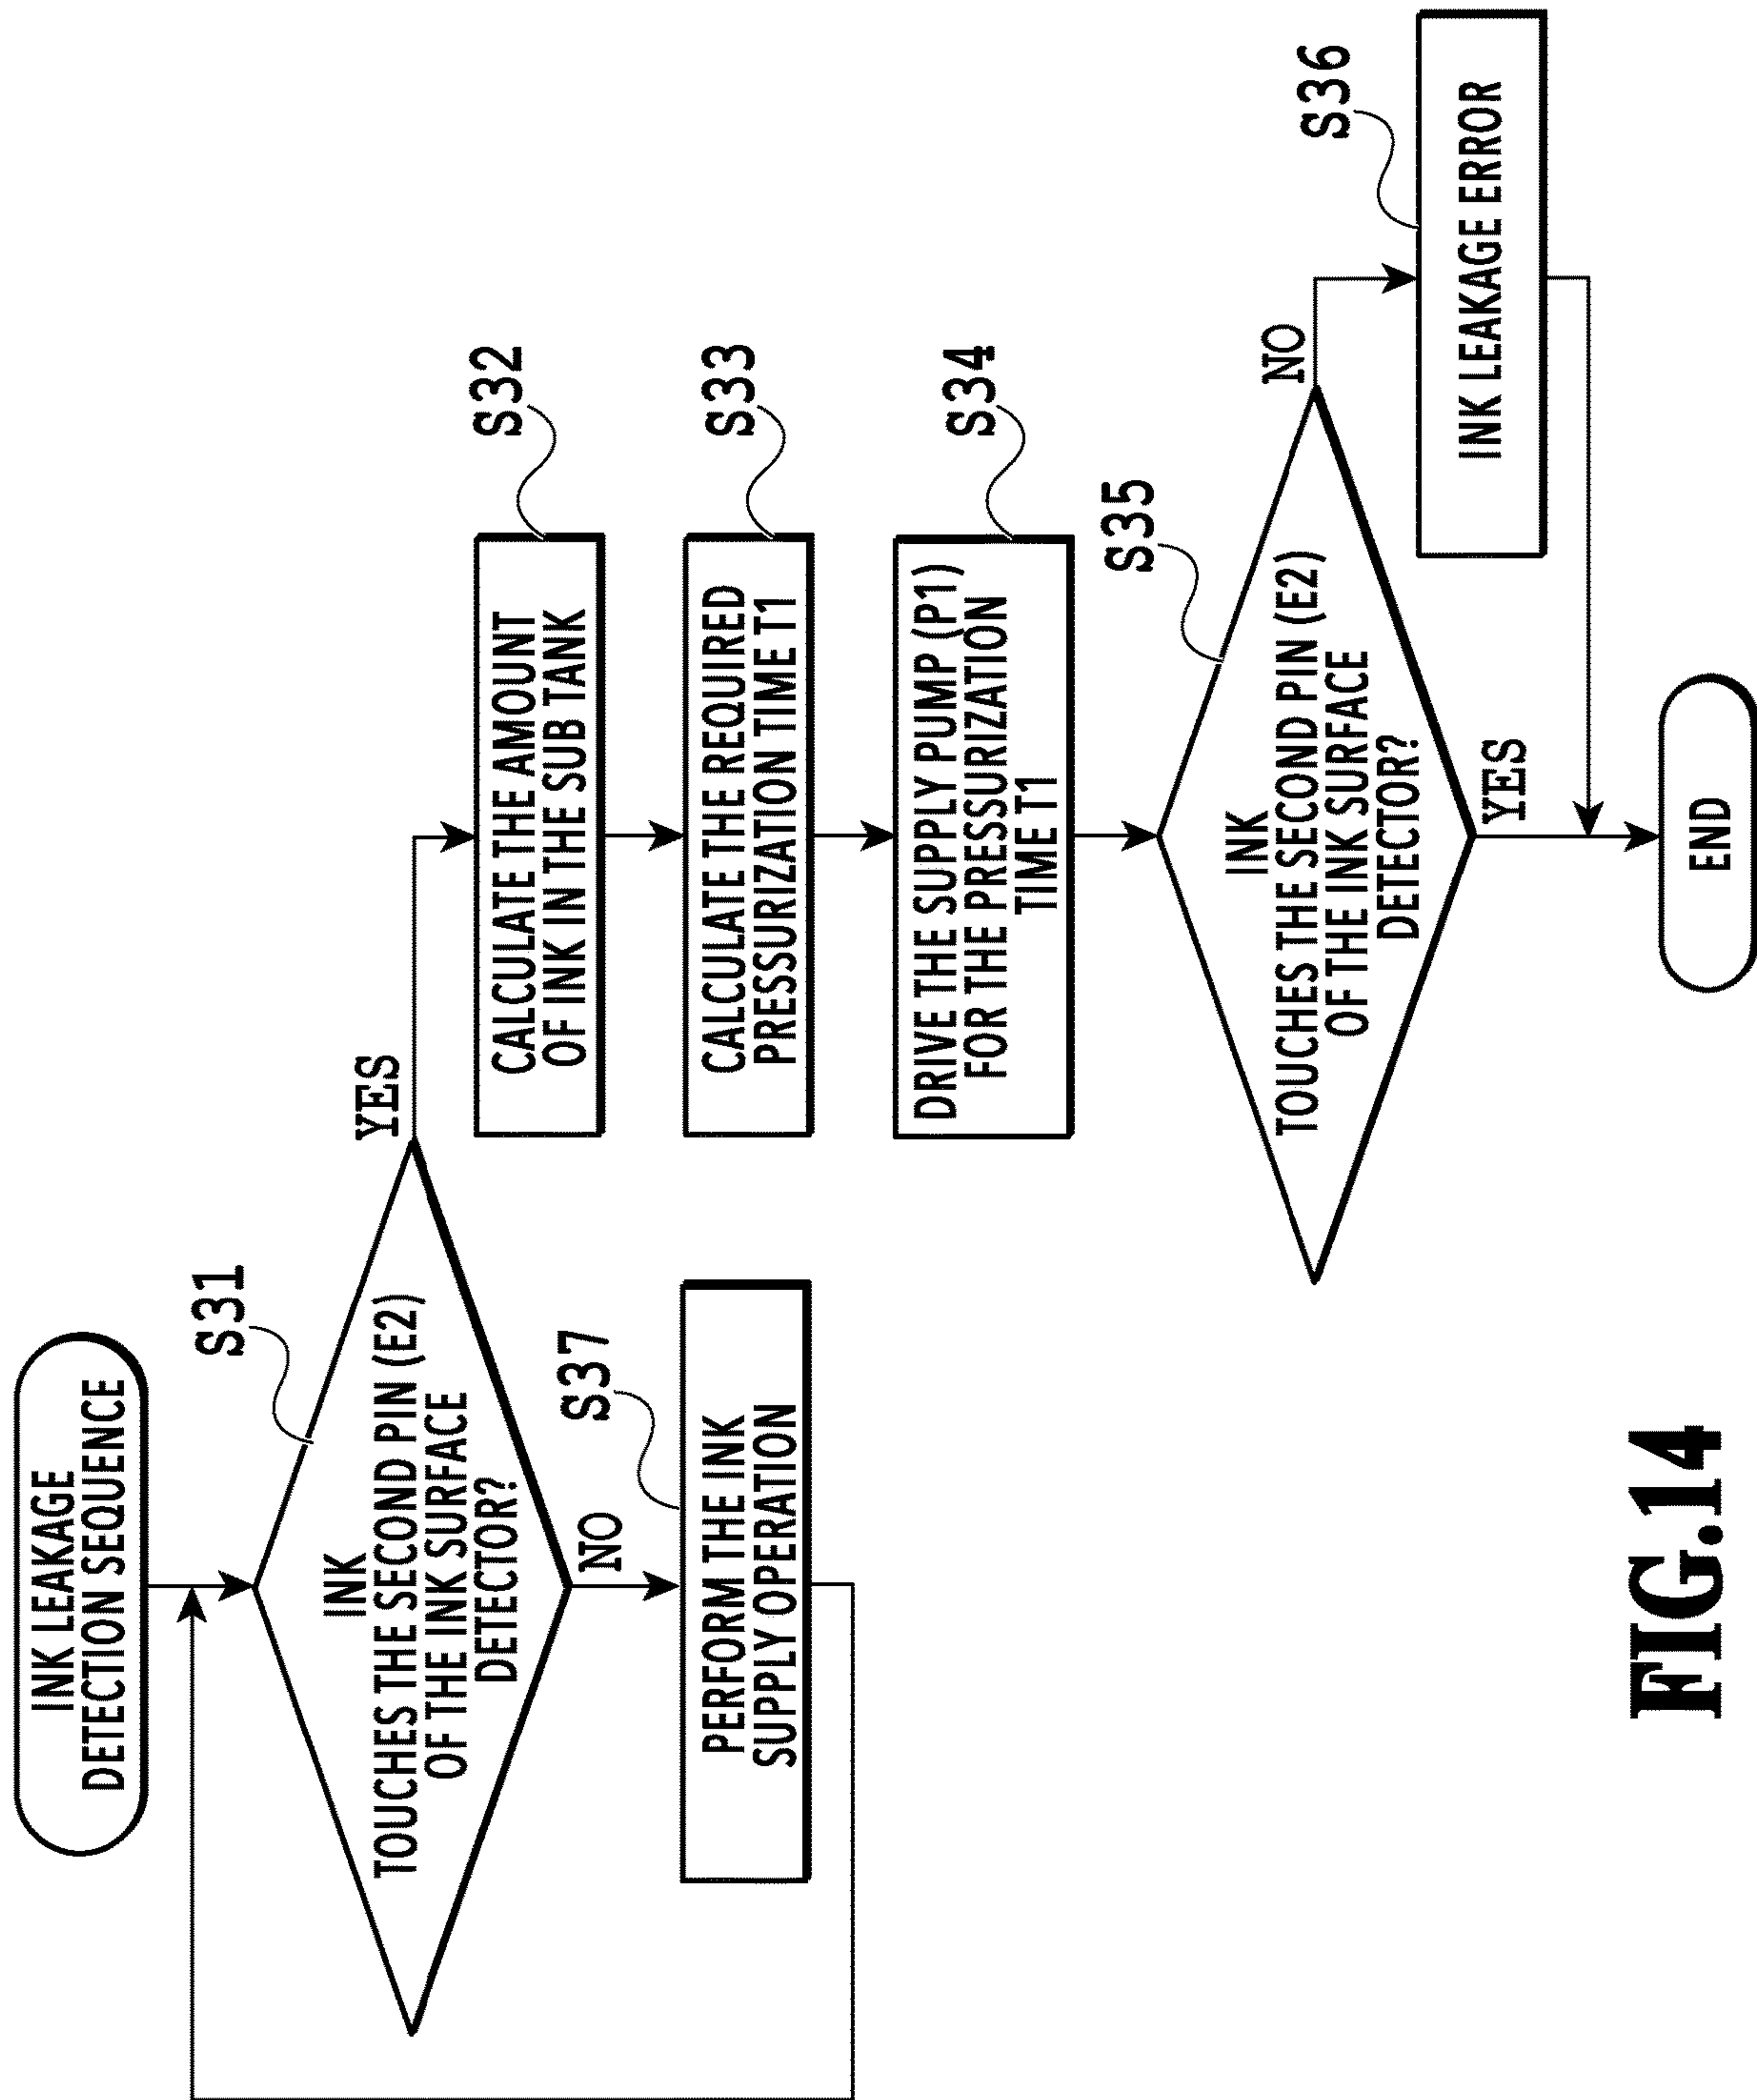 INK LEAKAGE
DETECTION SEQUENCE
S31
INK
TOUCHES THE SECOND PIN (E2)
OF THE INK SURFACE
DETECTOR?
YES
NO
S37
PERFORM THE INK
SUPPLY OPERATION
S32
CALCULATE THE AMOUNT
OF INK IN THE SUB TANK
S33
CALCULATE THE REQUIRED
PRESSURIZATION TIME T1
S34
DRIVE THE SUPPLY PUMP (P1)
FOR THE PRESSURIZATION
TIME T1
S35
INK
TOUCHES THE SECOND PIN (E2)
OF THE INK SURFACE
DETECTOR?
NO
YES
S36
INK LEAKAGE ERROR
END
FIG.14